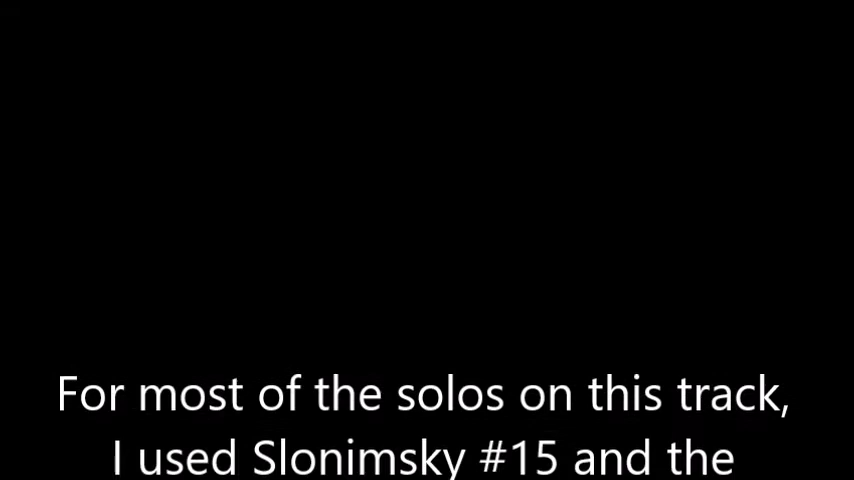 For most of the solos on this track,
I used Slonimsky #15 and the